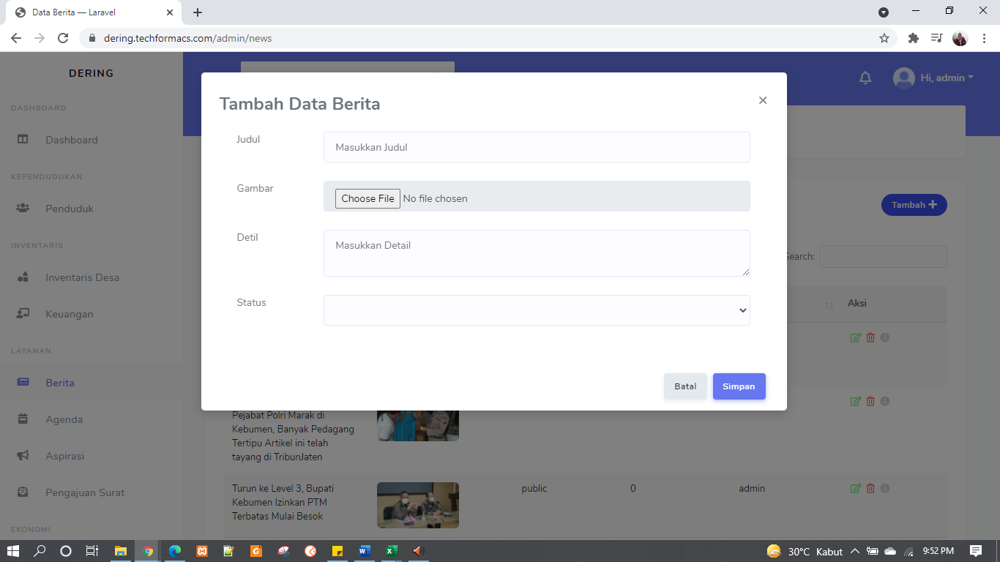 Data Berita — Laravel
dering.techformacs.com/admin/news
DERING
Hi, admin
DASHBOARD
Dashboard
KEPENDUDUKAN
Penduduk
INVENTARIS
Inventaris Desa
Keuangan
LAYANAN
Berita
Agenda
Aspirasi
Pengajuan Surat
EKONOMI
Tambah Data Berita
×
Judul
Masukkan Judul
Gambar
Choose File No file chosen
Detil
Masukkan Detail
Status
Batal
Simpan
Tambah
Search:
Aksi
Pejabat Polri Marak di
Kebumen, Banyak Pedagang
Tertipu Artikel ini telah
tayang di TribunJaten
Turun ke Level 3, Bupati
Kebumen Izinkan PTM
Terbatas Mulai Besok
public
0
admin
30°C Kabut
9:52 PM